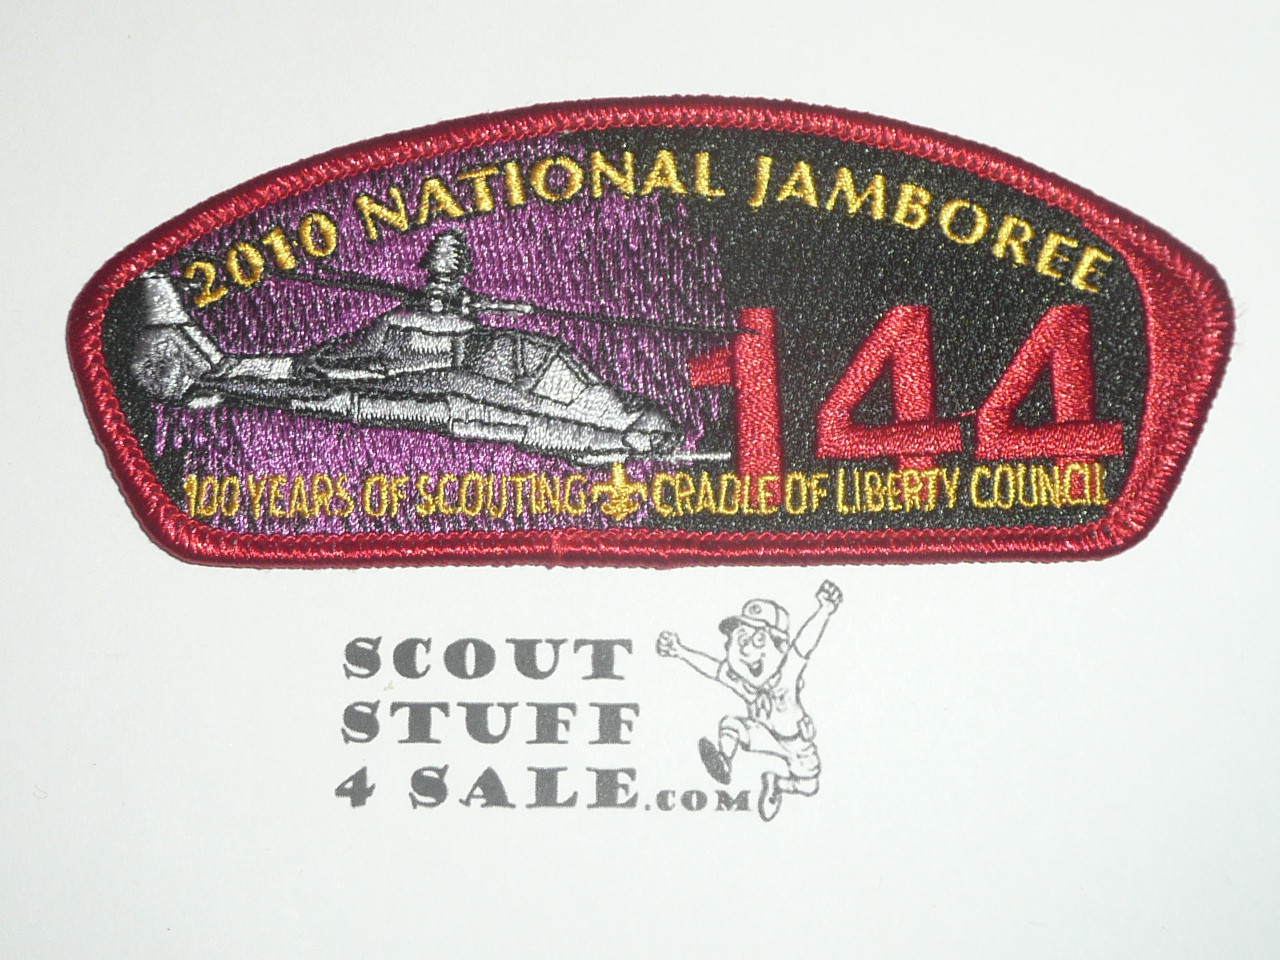 2010 NATIONAL JAMBOREE
144
100 YEARS OF SCOUTING CRADLE OF LIBERTY COUNCIL
SCOUT
STUFF
4 SALE.COM